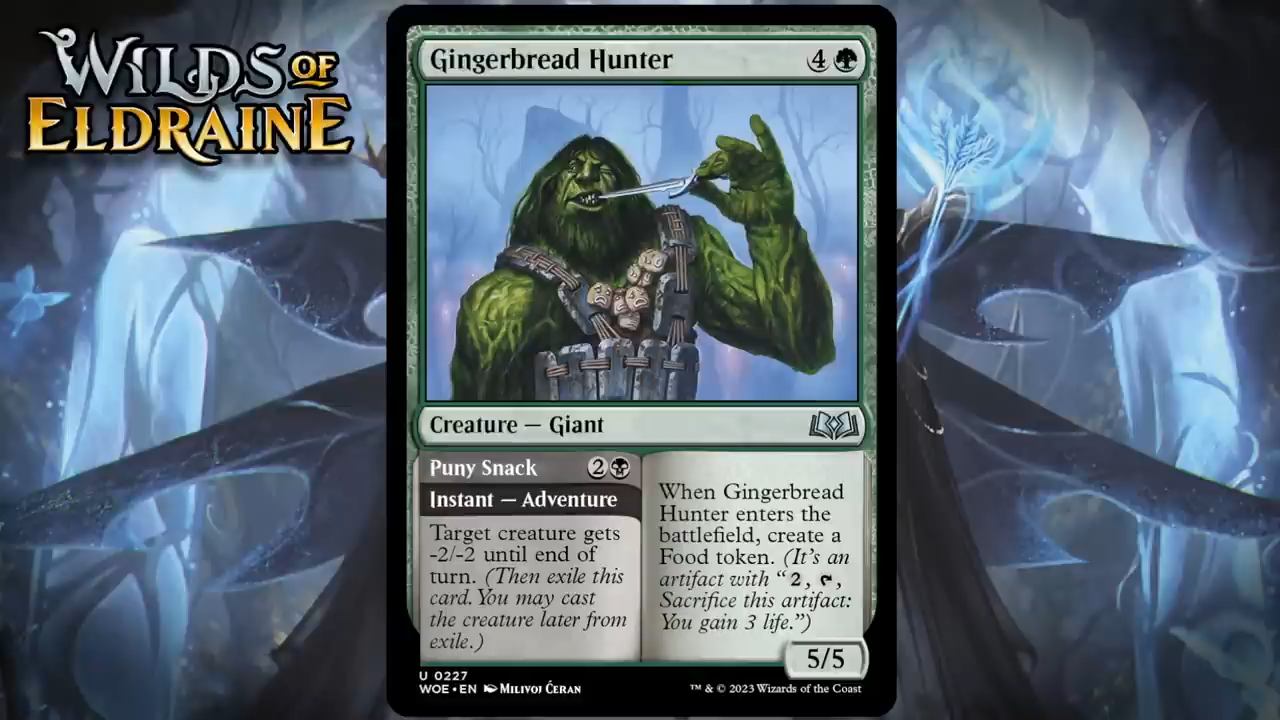 WILDS OF
ELDRAINE
Gingerbread Hunter 4
Creature — Giant
Puny Snack 2
Instant — Adventure
Target creature gets
-2/-2 until end of
turn. (Then exile this
card. You may cast
the creature later from
exile.)
When Gingerbread
Hunter enters the
battlefield, create a
Food token. (It's an
artifact with “2, ,
Sacrifice this artifact:
You gain 3 life.”)
5/5
U 0227
WOE • EN Milivoj Ćeran
™ & © 2023 Wizards of the Coast